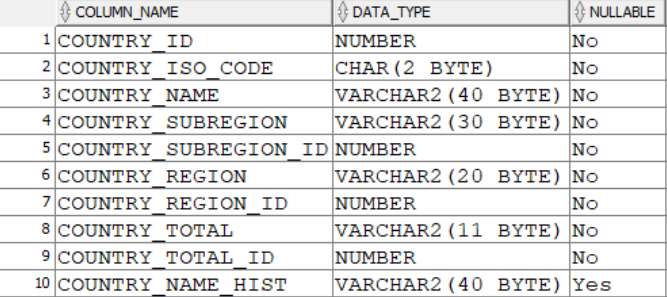 COLUMN_NAME DATA_TYPE NULLABLE
1 COUNTRY_ID NUMBER No
2 COUNTRY_ISO_CODE CHAR(2 BYTE) No
3 COUNTRY_NAME VARCHAR2(40 BYTE) No
4 COUNTRY_SUBREGION VARCHAR2(30 BYTE) No
5 COUNTRY_SUBREGION_ID NUMBER No
6 COUNTRY_REGION VARCHAR2(20 BYTE) No
7 COUNTRY_REGION_ID NUMBER No
8 COUNTRY_TOTAL VARCHAR2(11 BYTE) No
9 COUNTRY_TOTAL_ID NUMBER No
10 COUNTRY_NAME_HIST VARCHAR2(40 BYTE) Yes